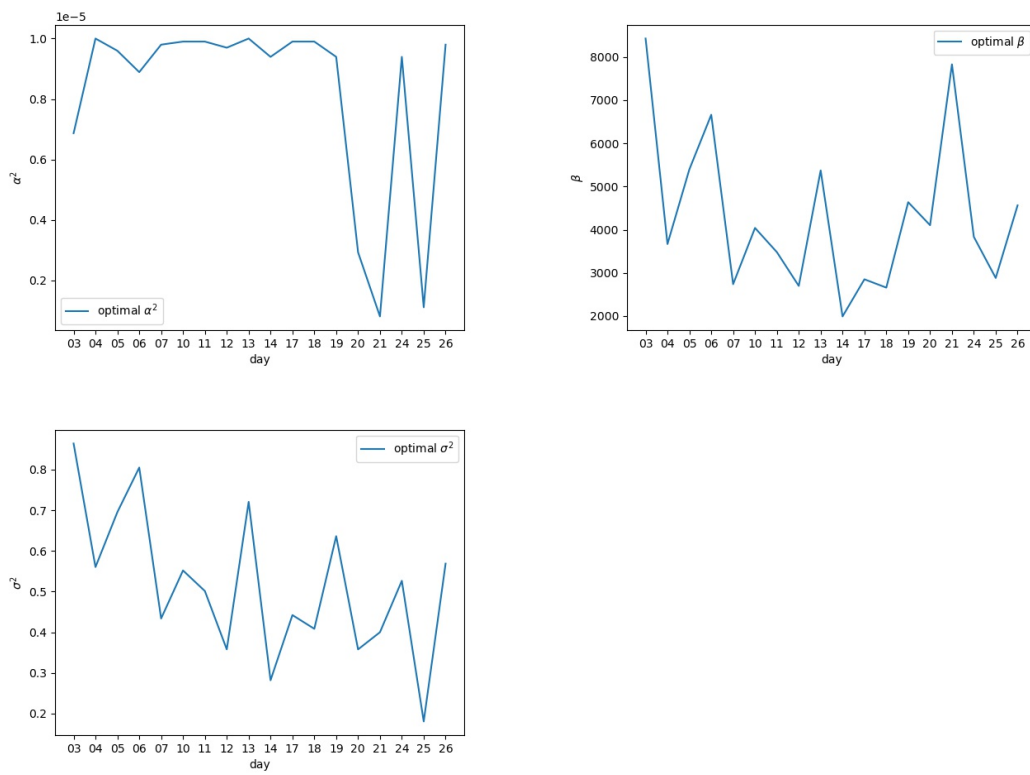 1e−5
1.0
0.8
0.6
0.4
0.2
α²
optimal α²
03 04 05 06 07 10 11 12 13 14 17 18 19 20 21 24 25 26
day
8000
7000
6000
5000
4000
3000
2000
β
optimal β
03 04 05 06 07 10 11 12 13 14 17 18 19 20 21 24 25 26
day
0.8
0.7
0.6
0.5
0.4
0.3
0.2
σ²
optimal σ²
03 04 05 06 07 10 11 12 13 14 17 18 19 20 21 24 25 26
day